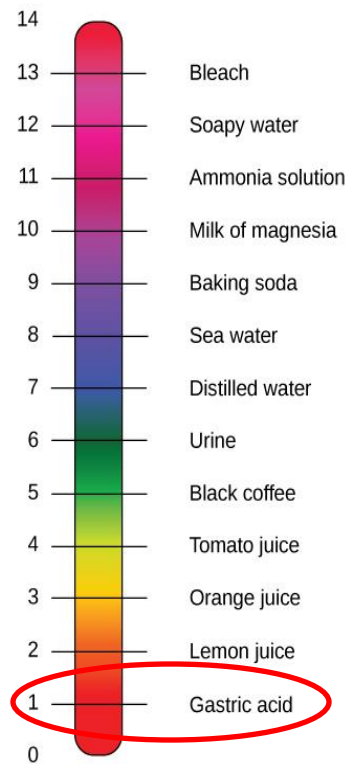 14
13 Bleach
12 Soapy water
11 Ammonia solution
10 Milk of magnesia
9 Baking soda
8 Sea water
7 Distilled water
6 Urine
5 Black coffee
4 Tomato juice
3 Orange juice
2 Lemon juice
1 Gastric acid
0